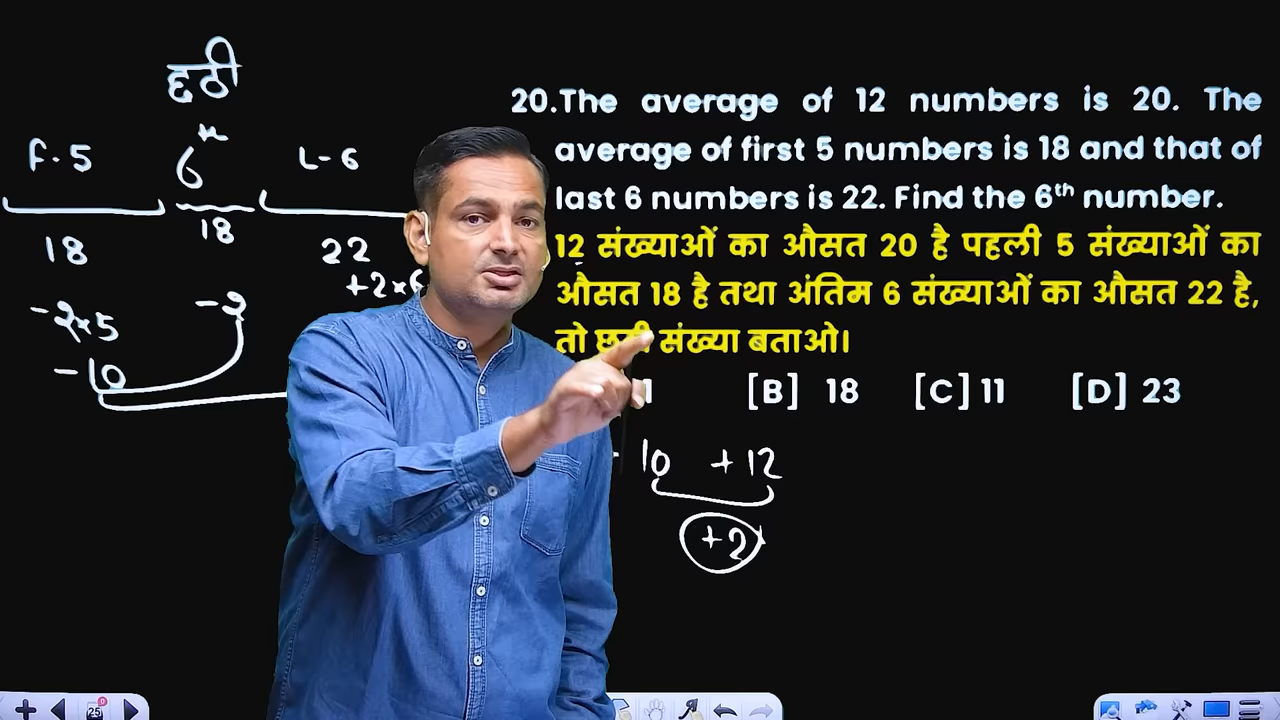 छठी
F.5
6th
L-6
18
18
22
+2×6
-2×5
-2
-10
20.The average of 12 numbers is 20. The
average of first 5 numbers is 18 and that of
last 6 numbers is 22. Find the 6th number.
12 संख्याओं का औसत 20 है पहली 5 संख्याओं का
औसत 18 है तथा अंतिम 6 संख्याओं का औसत 22 है,
तो छठी संख्या बताओ।
[B] 18 [C] 11 [D] 23
- 10 +12
+2
25